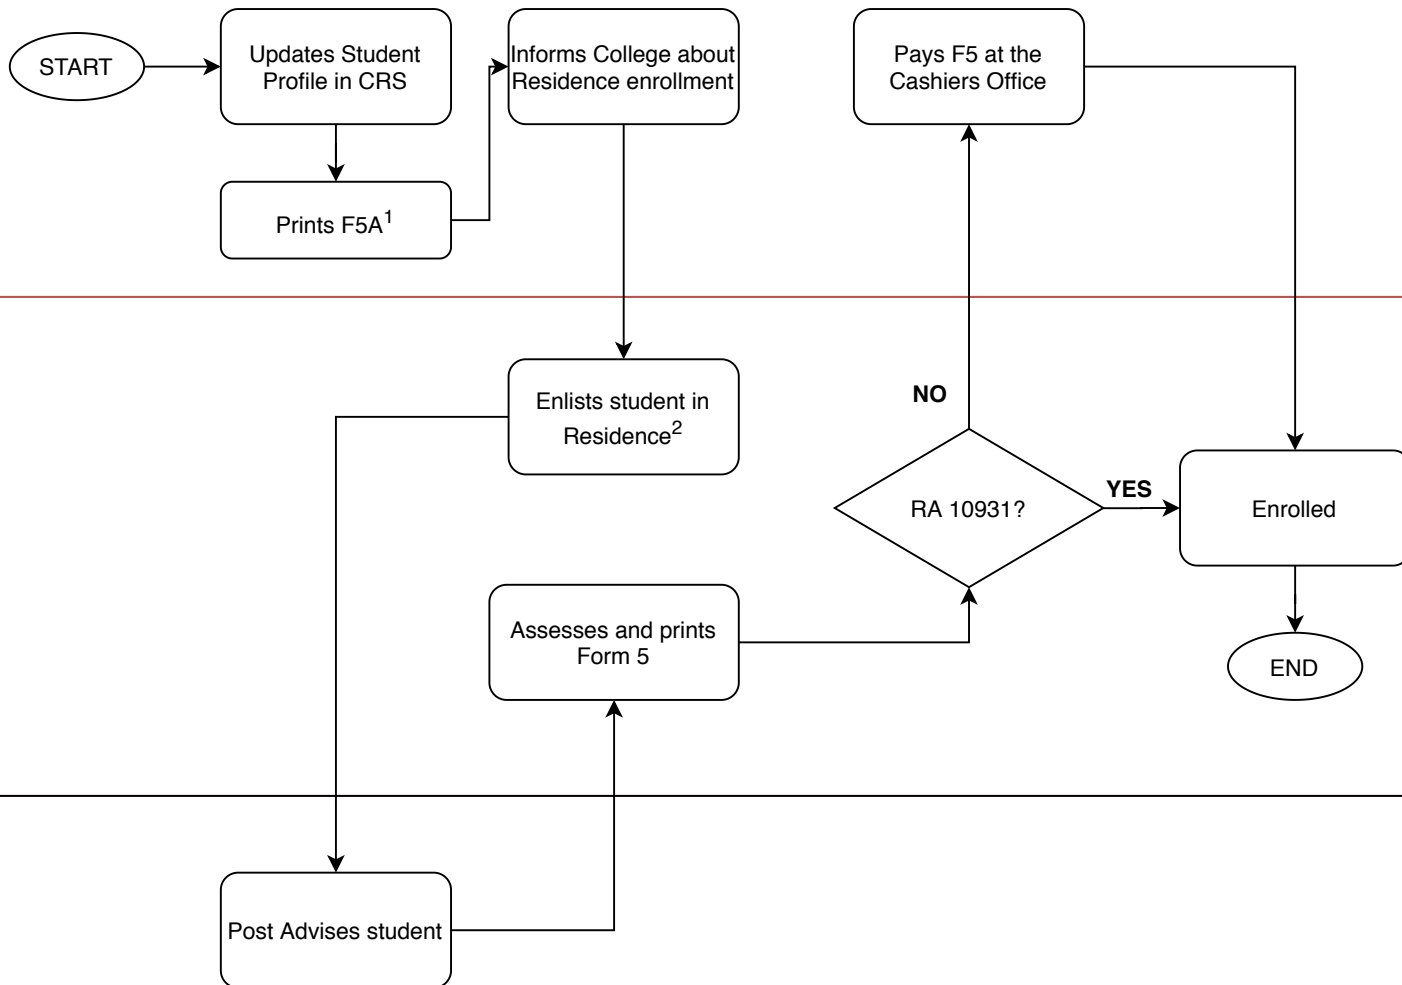 START
Updates Student
Profile in CRS
Prints F5A¹
Informs College about
Residence enrollment
Enlists student in
Residence²
Post Advises student
Assesses and prints
Form 5
RA 10931?
NO
YES
Pays F5 at the
Cashiers Office
Enrolled
END